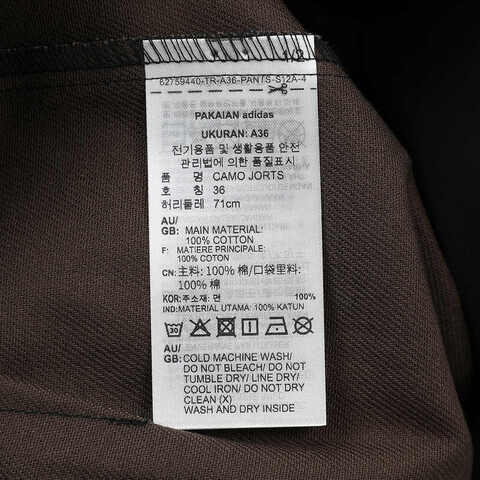 1/3
62759440-TR-A36-PANTS-S12A-4
PAKAIAN adidas
UKURAN: A36
전기용품 및 생활용품 안전
관리법에 의한 품질표시
품 명 CAMO JORTS
호 칭 36
허리둘레 71cm
AU/
GB: MAIN MATERIAL:
100% COTTON
F: MATIERE PRINCIPALE:
100% COTON
CN: 主料: 100% 棉/口袋里料:
100% 棉
KOR: 주소재: 면 100%
IND: MATERIAL UTAMA: 100% KATUN
30
AU/
GB: COLD MACHINE WASH/
DO NOT BLEACH/ DO NOT
TUMBLE DRY/ LINE DRY/
COOL IRON/ DO NOT DRY
CLEAN (X)
WASH AND DRY INSIDE